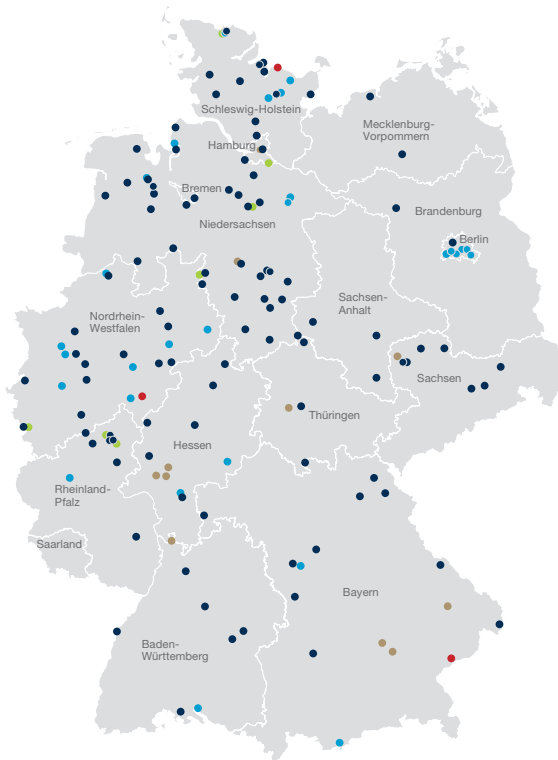 Schleswig-Holstein
Mecklenburg-
Vorpommern
Hamburg
Bremen
Niedersachsen
Brandenburg
Berlin
Sachsen-
Anhalt
Nordrhein-
Westfalen
Sachsen
Thüringen
Hessen
Rheinland-
Pfalz
Saarland
Bayern
Baden-
Württemberg